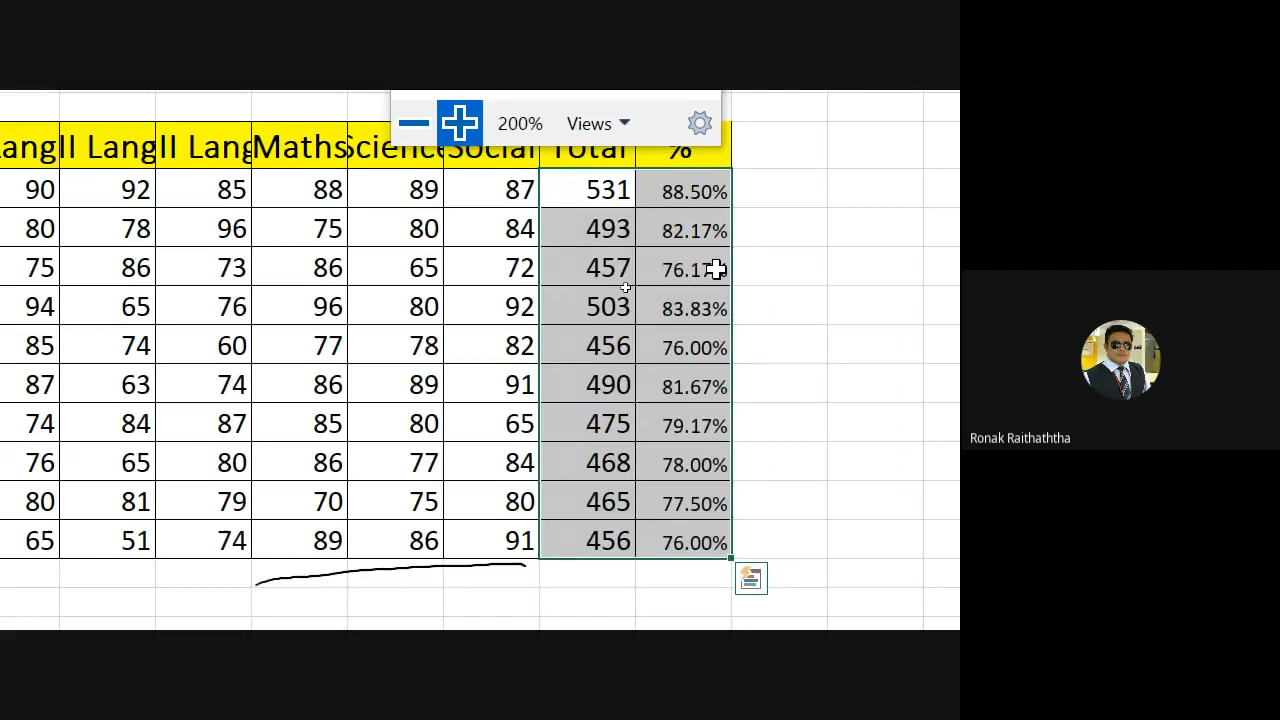 200% Views
Lang II Lang II Lang Maths Science Social Total %
90 92 85 88 89 87 531 88.50%
80 78 96 75 80 84 493 82.17%
75 86 73 86 65 72 457 76.17%
94 65 76 96 80 92 503 83.83%
85 74 60 77 78 82 456 76.00%
87 63 74 86 89 91 490 81.67%
74 84 87 85 80 65 475 79.17%
Ronak Raithaththa
76 65 80 86 77 84 468 78.00%
80 81 79 70 75 80 465 77.50%
65 51 74 89 86 91 456 76.00%